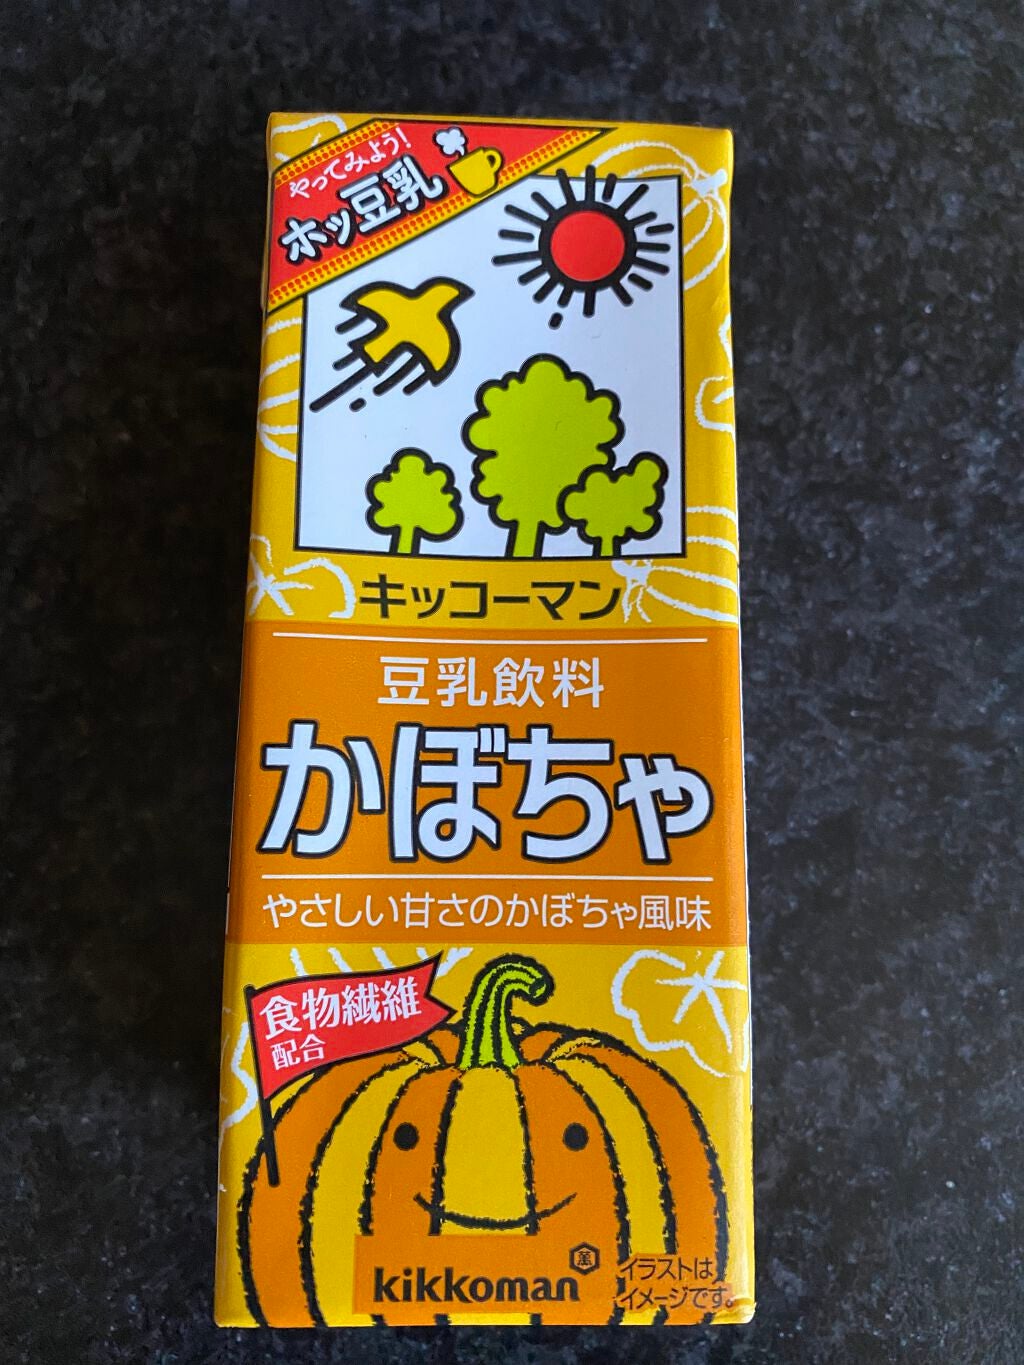 やってみよう!
ホッ豆乳
キッコーマン
豆乳飲料
かぼちゃ
やさしい甘さのかぼちゃ風味
食物繊維
配合
kikkoman
萬
イラストは
イメージです。